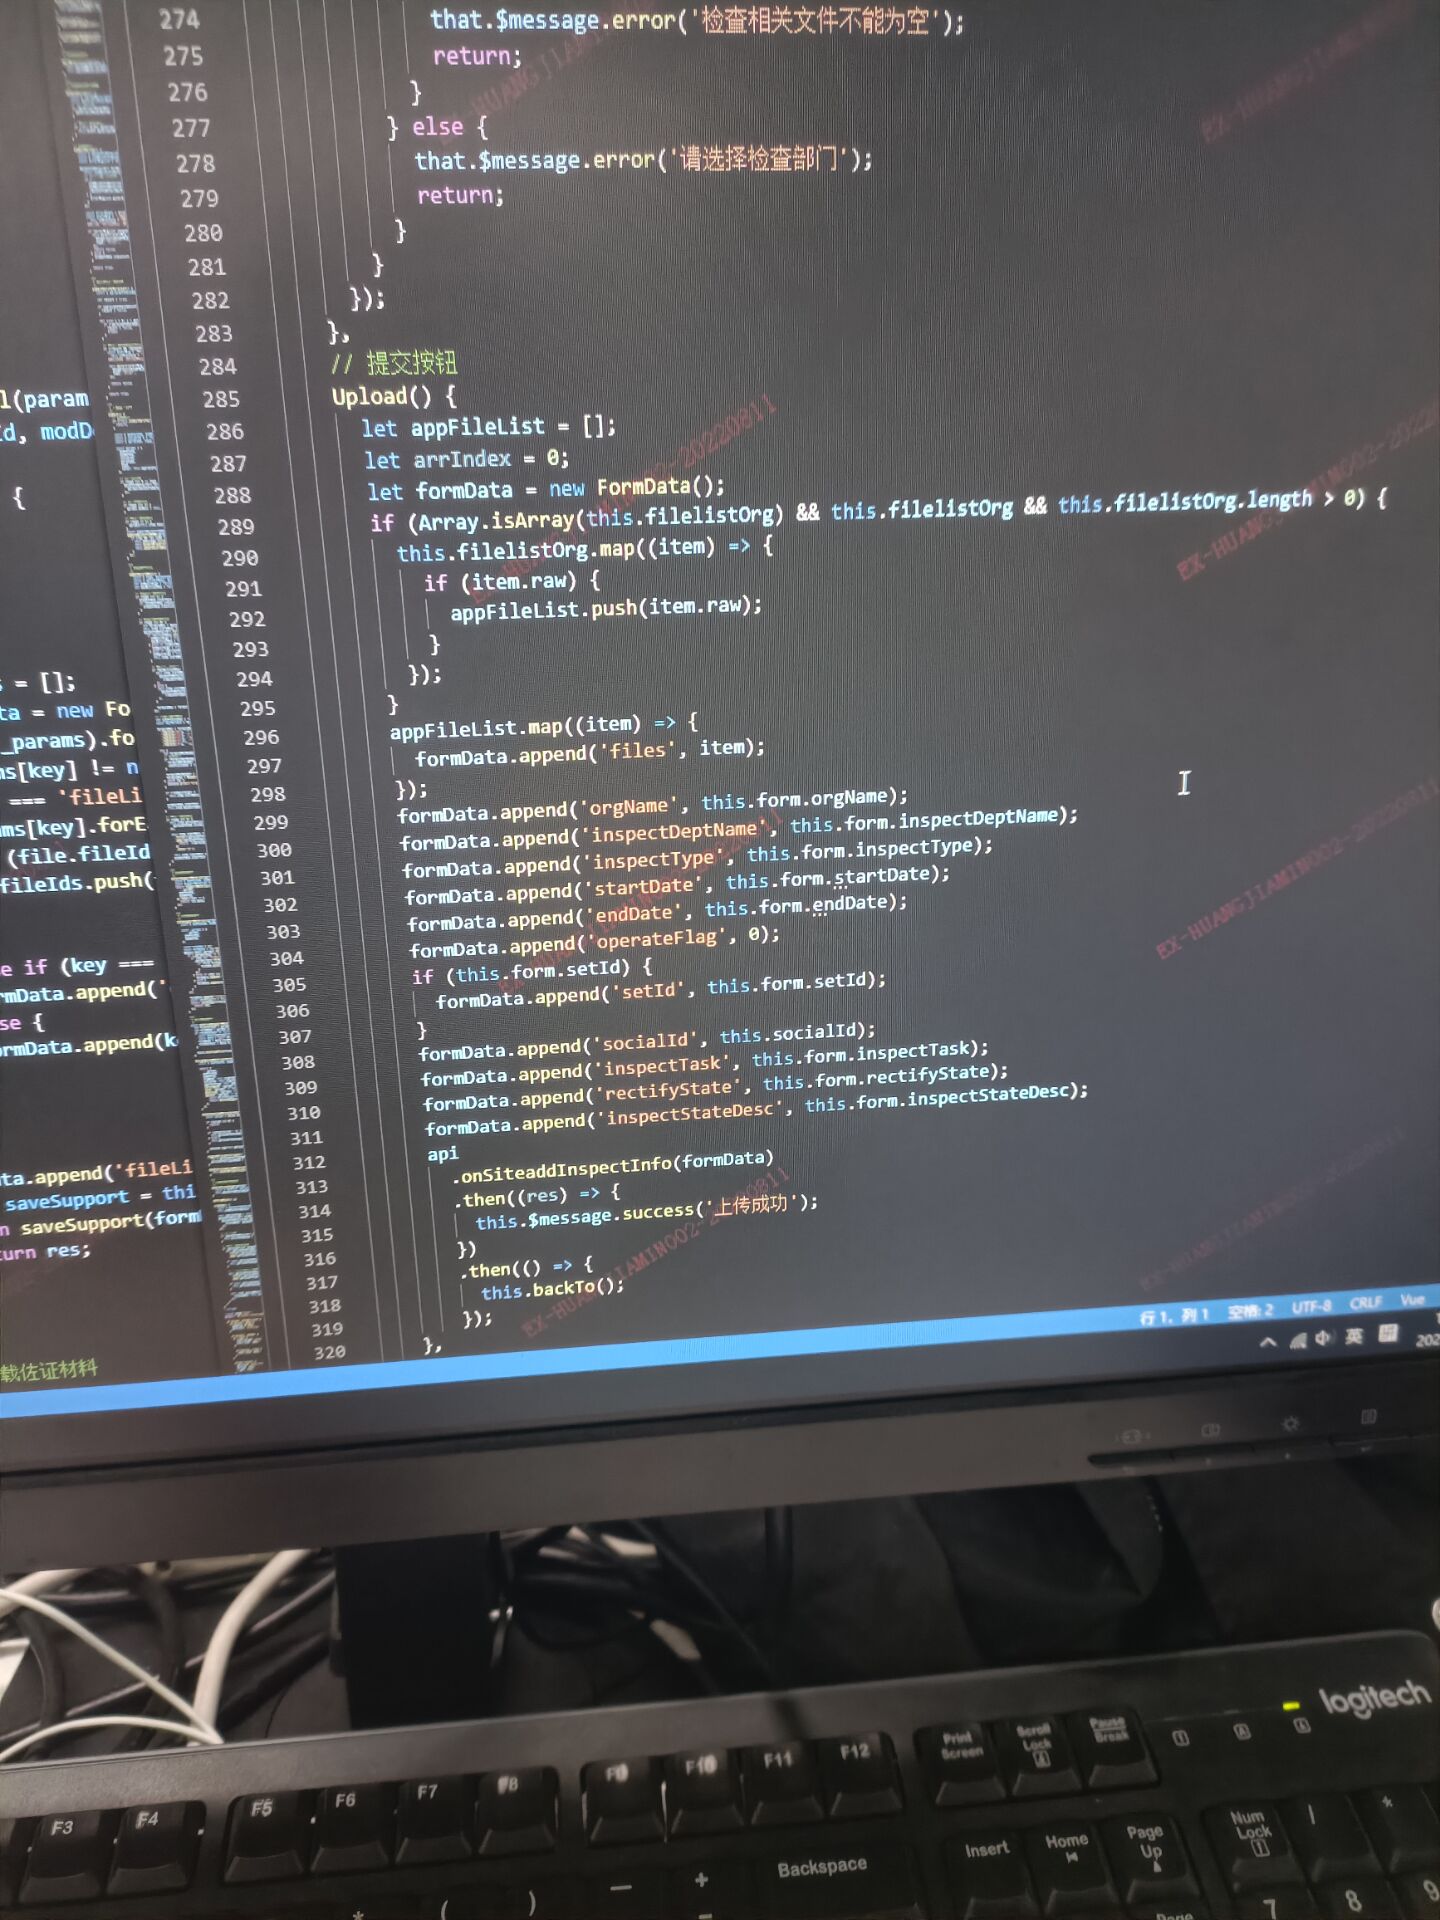 274 that.$message.error('检查相关文件不能为空');
275 return;
276 }
277 } else {
278 that.$message.error('请选择检查部门');
279 return;
280 }
281 }
282 });
283 },
284 // 提交按钮
285 Upload() {
286 let appFileList = [];
287 let arrIndex = 0;
288 let formData = new FormData();
289 if (Array.isArray(this.filelistOrg) && this.filelistOrg && this.filelistOrg.length > 0) {
290 this.filelistOrg.map((item) => {
291 if (item.raw) {
292 appFileList.push(item.raw);
293 }
294 });
295 }
296 appFileList.map((item) => {
297 formData.append('files', item);
298 });
299 formData.append('orgName', this.form.orgName);
300 formData.append('inspectDeptName', this.form.inspectDeptName);
301 formData.append('inspectType', this.form.inspectType);
302 formData.append('startDate', this.form.startDate);
303 formData.append('endDate', this.form.endDate);
304 formData.append('operateFlag', 0);
305 if (this.form.setId) {
306 formData.append('setId', this.form.setId);
307 }
308 formData.append('socialId', this.socialId);
309 formData.append('inspectTask', this.form.inspectTask);
310 formData.append('rectifyState', this.form.rectifyState);
311 formData.append('inspectStateDesc', this.form.inspectStateDesc);
312 api
313 .onSiteaddInspectInfo(formData)
314 .then((res) => {
315 this.$message.success('上传成功');
316 })
317 .then(() => {
318 this.backTo();
319 });
320 },
l(param
d, modD
{
= [];
ta = new Fo
_params).fo
ms[key] != n
=== 'fileLi
ms[key].forE
(file.fileId
fileIds.push(
e if (key ===
rmData.append('
se {
rmData.append(k
ta.append('fileLi
saveSupport = thi
n saveSupport(form
turn res;
载佐证材料
行 1, 列 1 空格: 2 UTF-8 CRLF Vue
英
202
logitech
Print Screen
Scroll Lock
Pause Break
F3 F4 F5 F6 F7 F8 F9 F10 F11 F12
Insert Home Page Up Num Lock
Backspace
7 8 9